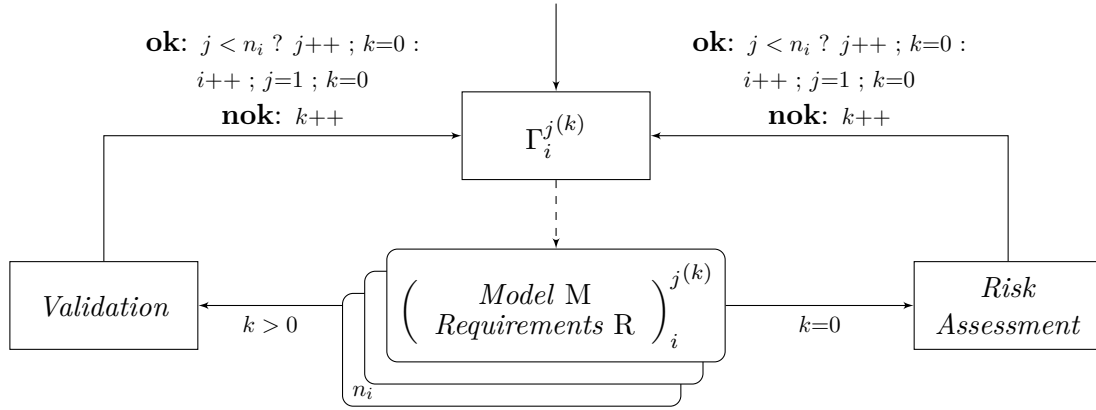 ok: j < n_i ? j++ ; k=0 :
i++ ; j=1 ; k=0
nok: k++
ok: j < n_i ? j++ ; k=0 :
i++ ; j=1 ; k=0
nok: k++
Γ_i^{j^{(k)}}
Validation
k > 0
( Model M
Requirements R )_i^{j^{(k)}}
n_i
k=0
Risk
Assessment